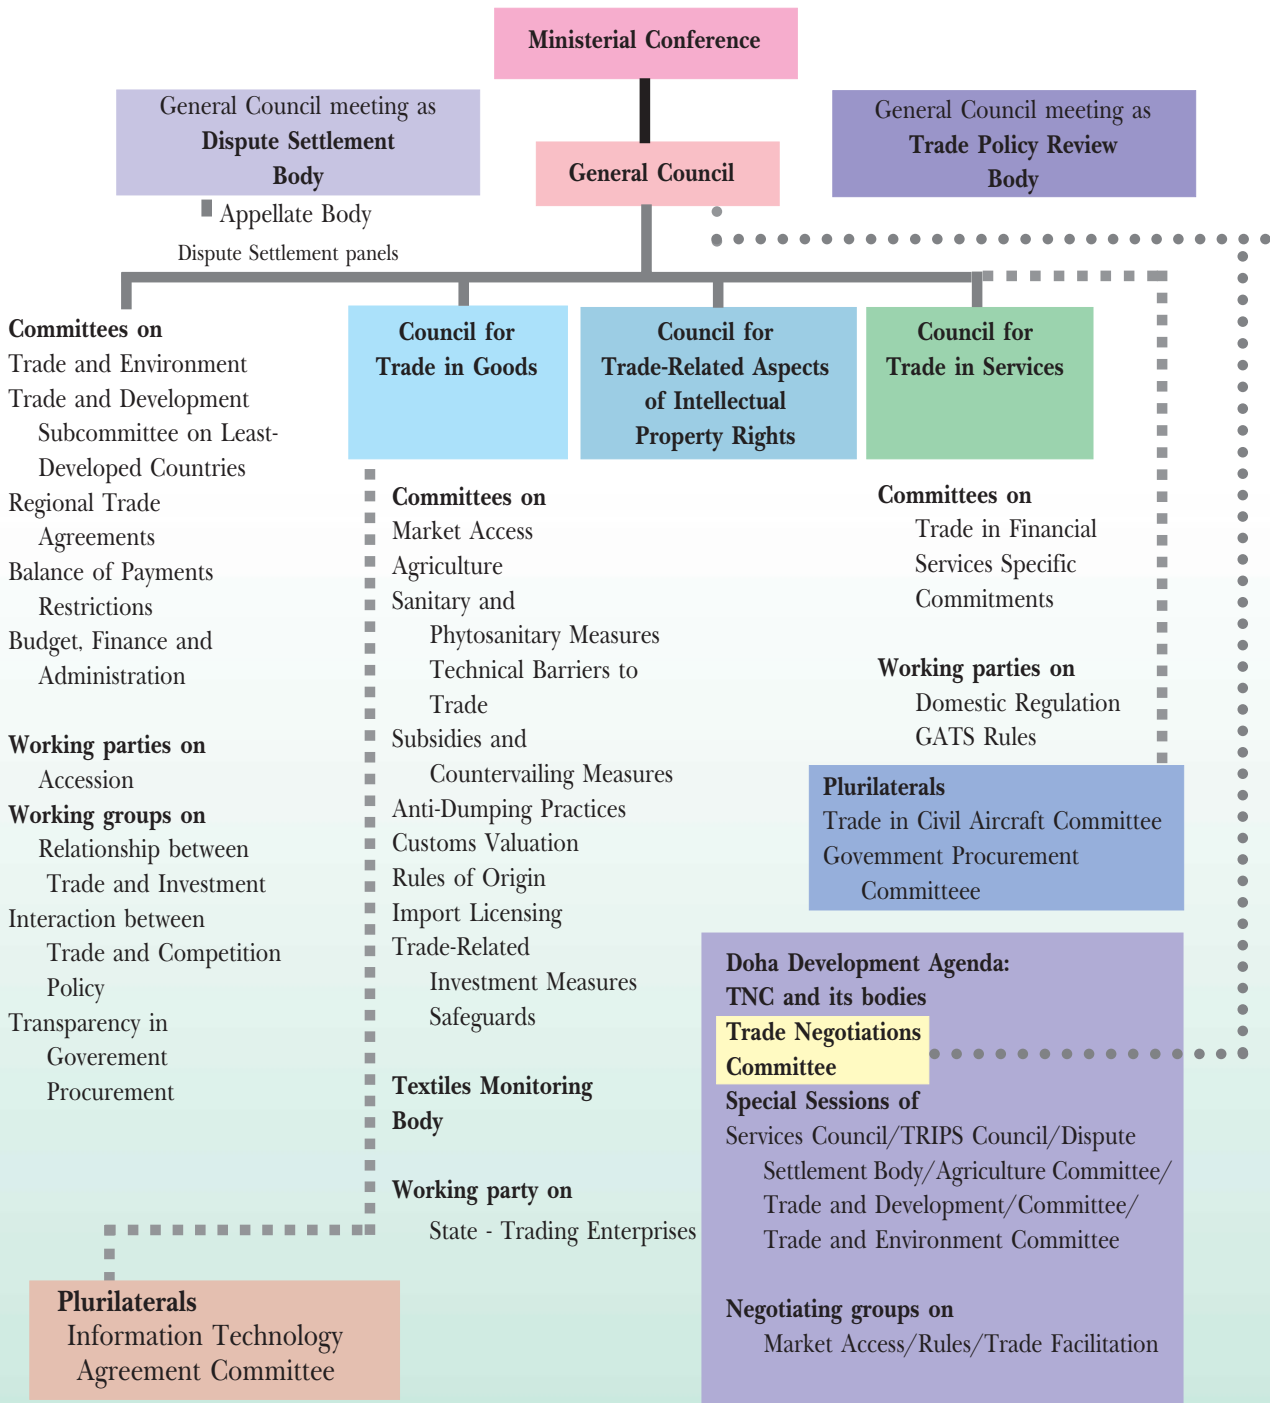 Ministerial Conference
General Council meeting as
Dispute Settlement
Body
General Council
General Council meeting as
Trade Policy Review
Body
Appellate Body
Dispute Settlement panels
Committees on
Trade and Environment
Trade and Development
Subcommittee on Least-
Developed Countries
Regional Trade
Agreements
Balance of Payments
Restrictions
Budget, Finance and
Administration
Working parties on
Accession
Working groups on
Relationship between
Trade and Investment
Interaction between
Trade and Competition
Policy
Transparency in
Goverement
Procurement
Council for
Trade in Goods
Committees on
Market Access
Agriculture
Sanitary and
Phytosanitary Measures
Technical Barriers to
Trade
Subsidies and
Countervailing Measures
Anti-Dumping Practices
Customs Valuation
Rules of Origin
Import Licensing
Trade-Related
Investment Measures
Safeguards
Textiles Monitoring
Body
Working party on
State - Trading Enterprises
Plurilaterals
Information Technology
Agreement Committee
Council for
Trade-Related Aspects
of Intellectual
Property Rights
Council for
Trade in Services
Committees on
Trade in Financial
Services Specific
Commitments
Working parties on
Domestic Regulation
GATS Rules
Plurilaterals
Trade in Civil Aircraft Committee
Govemment Procurement
Committeee
Doha Development Agenda:
TNC and its bodies
Trade Negotiations
Committee
Special Sessions of
Services Council/TRIPS Council/Dispute
Settlement Body/Agriculture Committee/
Trade and Development/Committee/
Trade and Environment Committee
Negotiating groups on
Market Access/Rules/Trade Facilitation